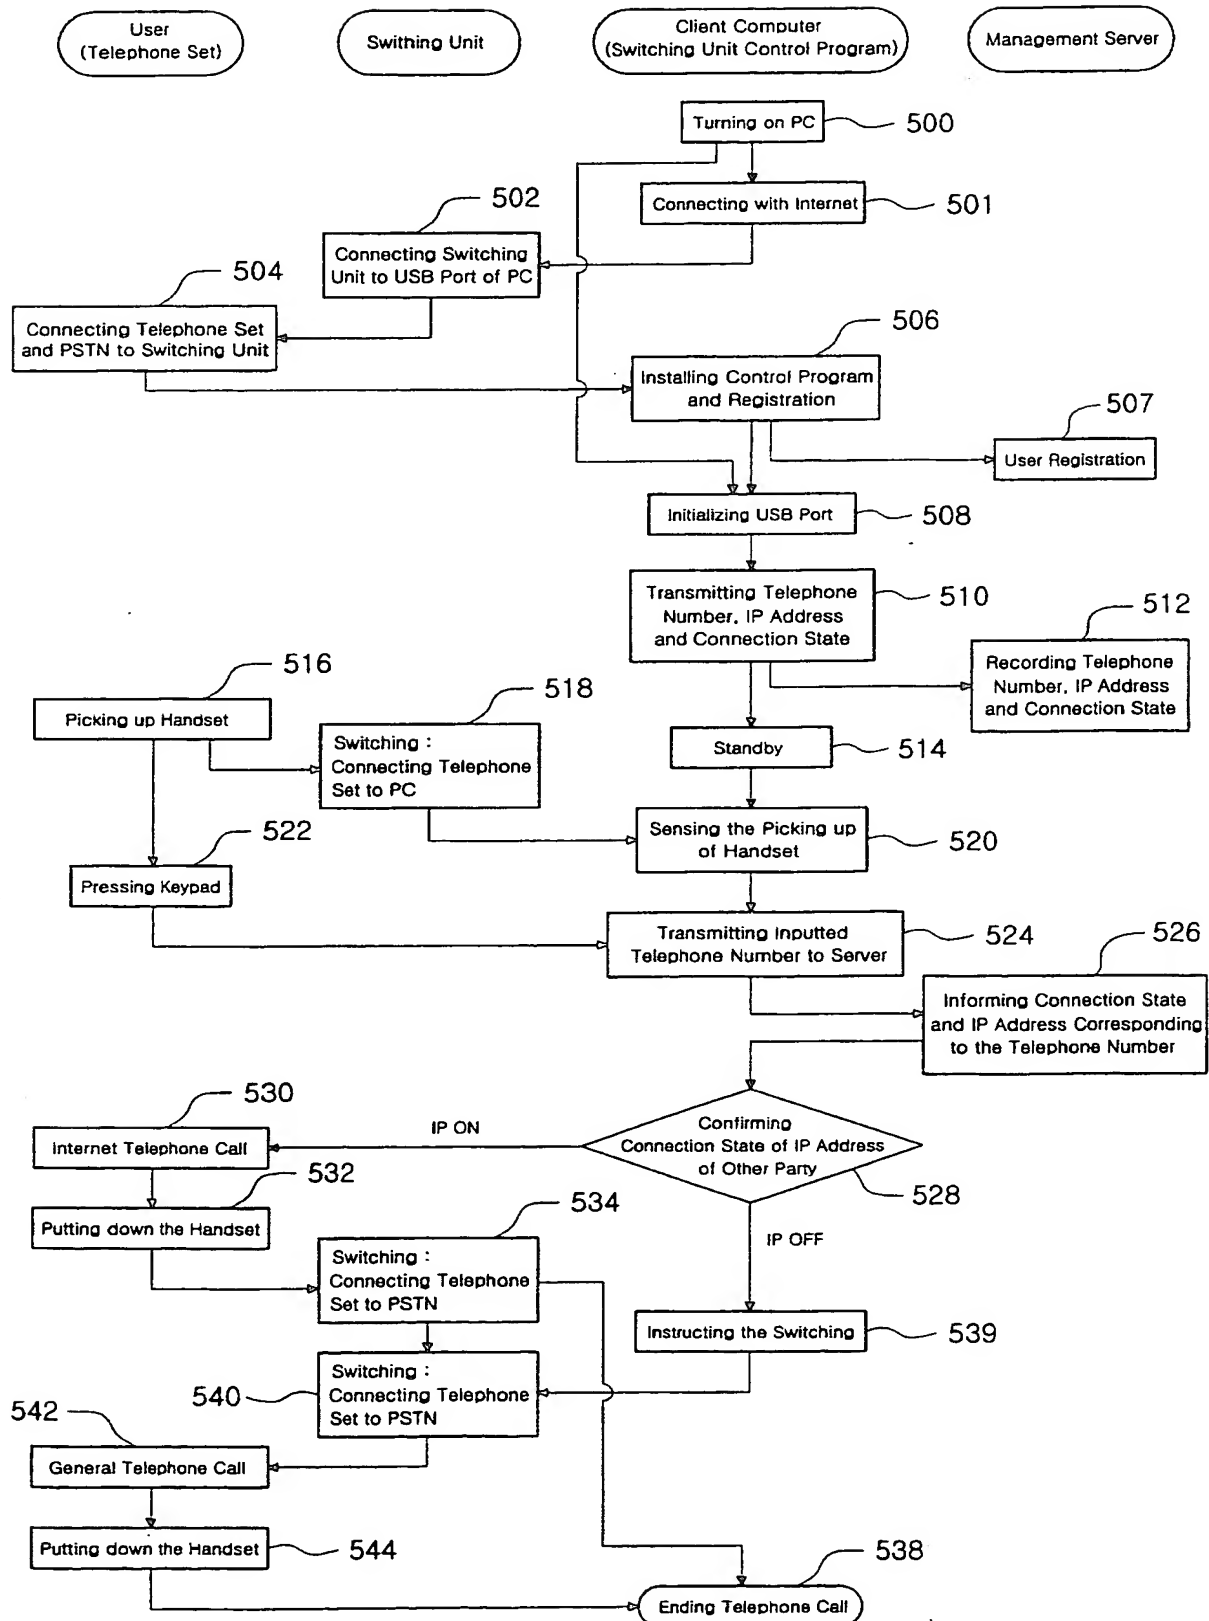 User
(Telephone Set)
Swithing Unit
Client Computer
(Switching Unit Control Program)
Management Server
Turning on PC
500
Connecting with Internet
501
502
Connecting Switching
Unit to USB Port of PC
504
Connecting Telephone Set
and PSTN to Switching Unit
506
Installing Control Program
and Registration
507
User Registration
Initializing USB Port
508
Transmitting Telephone
Number, IP Address
and Connection State
510
512
Recording Telephone
Number, IP Address
and Connection State
516
Picking up Handset
518
Switching :
Connecting Telephone
Set to PC
Standby
514
Sensing the Picking up
of Handset
520
522
Pressing Keypad
Transmitting Inputted
Telephone Number to Server
524
526
Informing Connection State
and IP Address Corresponding
to the Telephone Number
530
Internet Telephone Call
IP ON
Confirming
Connection State of IP Address
of Other Party
528
532
Putting down the Handset
534
Switching :
Connecting Telephone
Set to PSTN
IP OFF
Instructing the Switching
539
540
Switching :
Connecting Telephone
Set to PSTN
542
General Telephone Call
Putting down the Handset
544
538
Ending Telephone Call